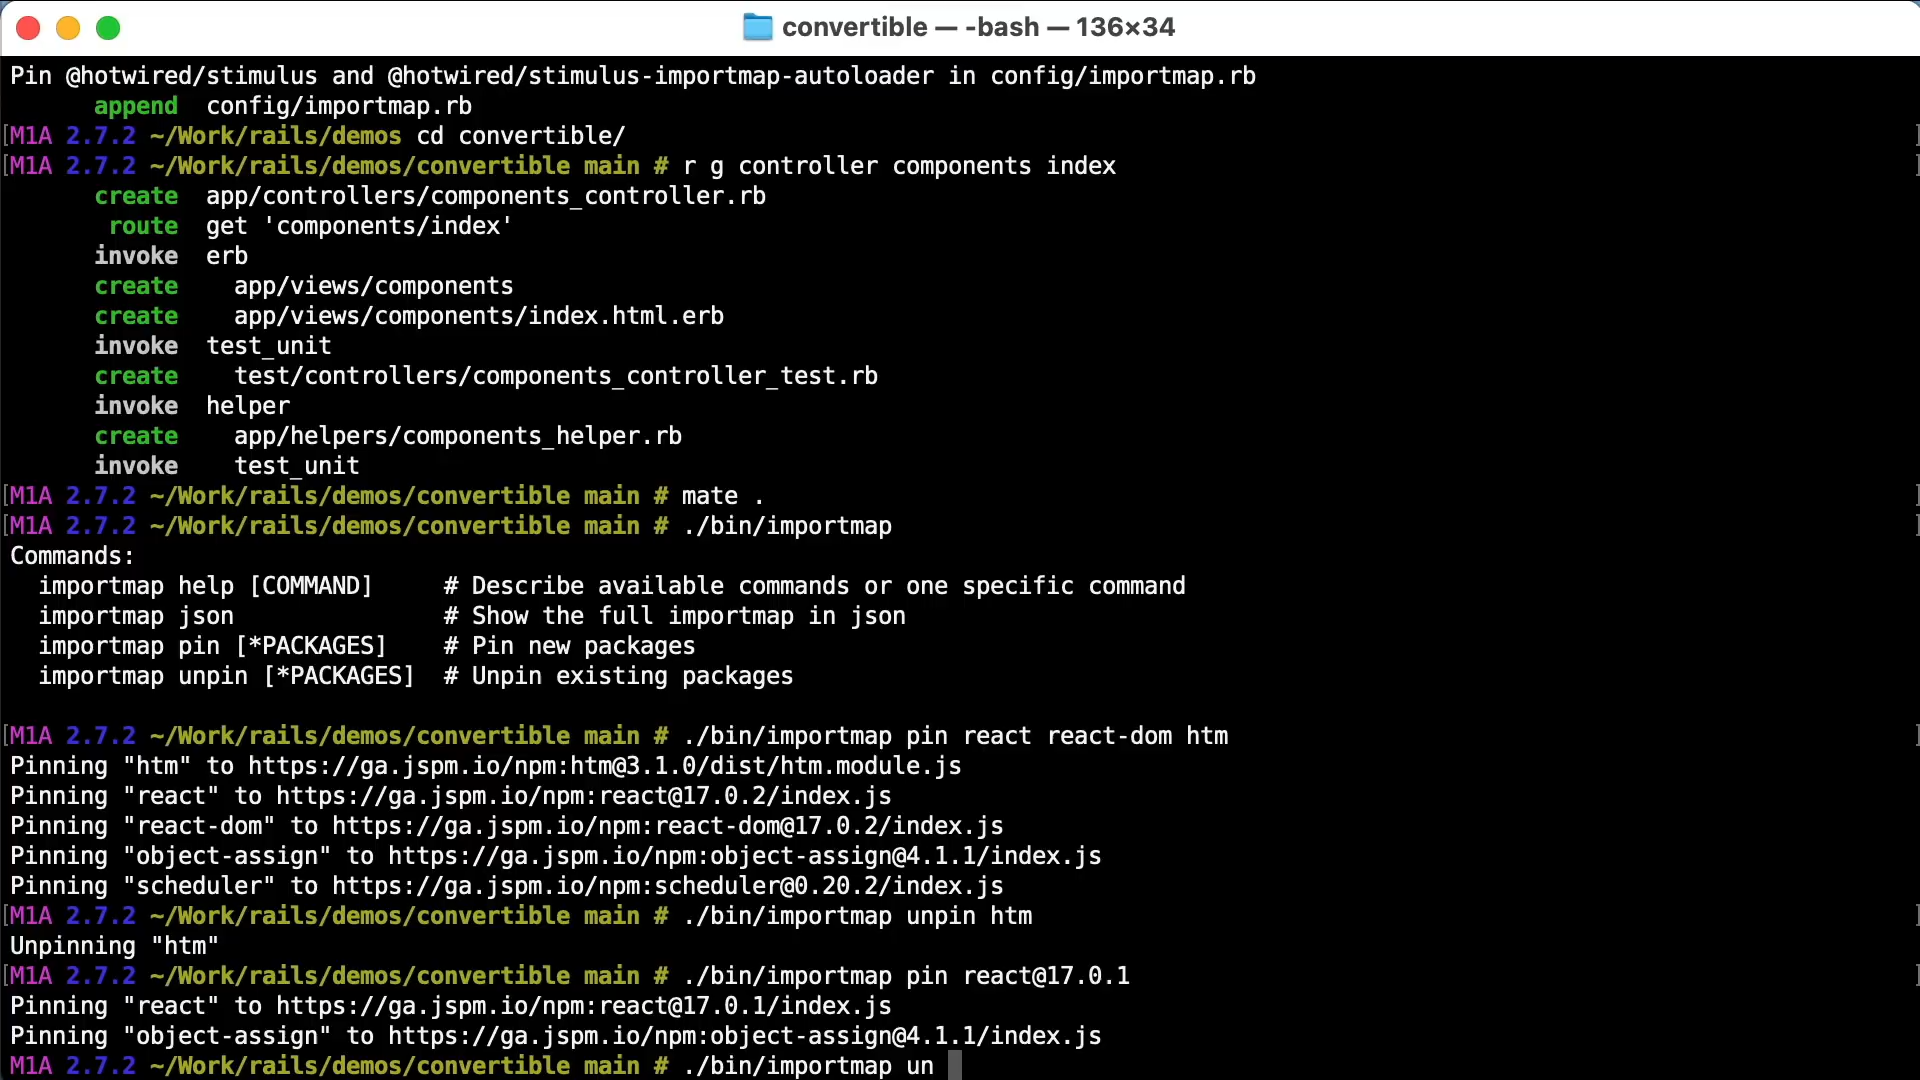 convertible — -bash — 136×34
Pin @hotwired/stimulus and @hotwired/stimulus-importmap-autoloader in config/importmap.rb
      append  config/importmap.rb
[M1A 2.7.2 ~/Work/rails/demos cd convertible/ ]
[M1A 2.7.2 ~/Work/rails/demos/convertible main # r g controller components index ]
      create  app/controllers/components_controller.rb
       route  get 'components/index'
      invoke  erb
      create    app/views/components
      create    app/views/components/index.html.erb
      invoke  test_unit
      create    test/controllers/components_controller_test.rb
      invoke  helper
      create    app/helpers/components_helper.rb
      invoke    test_unit
[M1A 2.7.2 ~/Work/rails/demos/convertible main # mate . ]
[M1A 2.7.2 ~/Work/rails/demos/convertible main # ./bin/importmap ]
Commands:
  importmap help [COMMAND]     # Describe available commands or one specific command
  importmap json               # Show the full importmap in json
  importmap pin [*PACKAGES]    # Pin new packages
  importmap unpin [*PACKAGES]  # Unpin existing packages
[M1A 2.7.2 ~/Work/rails/demos/convertible main # ./bin/importmap pin react react-dom htm ]
Pinning "htm" to https://ga.jspm.io/npm:htm@3.1.0/dist/htm.module.js
Pinning "react" to https://ga.jspm.io/npm:react@17.0.2/index.js
Pinning "react-dom" to https://ga.jspm.io/npm:react-dom@17.0.2/index.js
Pinning "object-assign" to https://ga.jspm.io/npm:object-assign@4.1.1/index.js
Pinning "scheduler" to https://ga.jspm.io/npm:scheduler@0.20.2/index.js
[M1A 2.7.2 ~/Work/rails/demos/convertible main # ./bin/importmap unpin htm ]
Unpinning "htm"
[M1A 2.7.2 ~/Work/rails/demos/convertible main # ./bin/importmap pin react@17.0.1 ]
Pinning "react" to https://ga.jspm.io/npm:react@17.0.1/index.js
Pinning "object-assign" to https://ga.jspm.io/npm:object-assign@4.1.1/index.js
M1A 2.7.2 ~/Work/rails/demos/convertible main # ./bin/importmap un